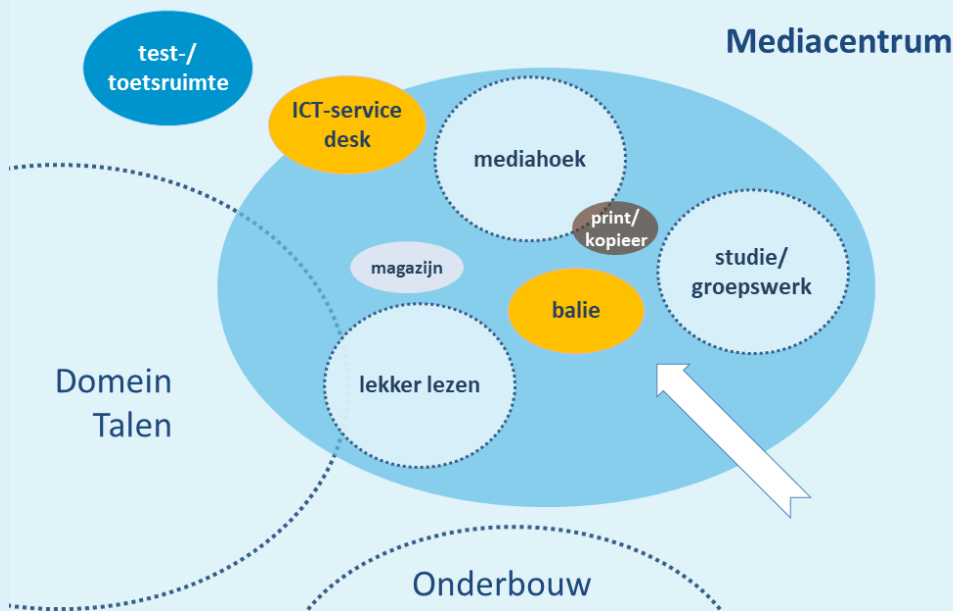 Mediacentrum
test-/
toetsruimte
ICT-service
desk
mediahoek
print/
kopieer
studie/
groepswerk
magazijn
balie
lekker lezen
Domein
Talen
Onderbouw